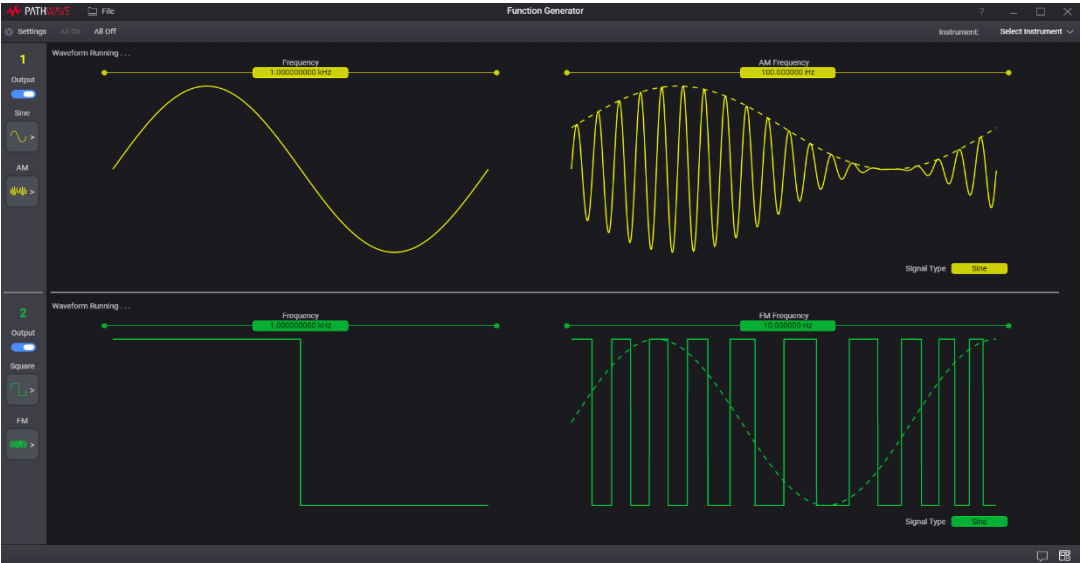 PATHWAVE File Function Generator ?
Settings All On All Off Instrument: Select Instrument
1 Waveform Running . . .
Output
Sine
AM
Frequency
1.000000000 kHz
AM Frequency
100.000000 Hz
Signal Type Sine
2 Waveform Running . . .
Output
Square
FM
Frequency
1.000000000 kHz
FM Frequency
10.000000 Hz
Signal Type Sine